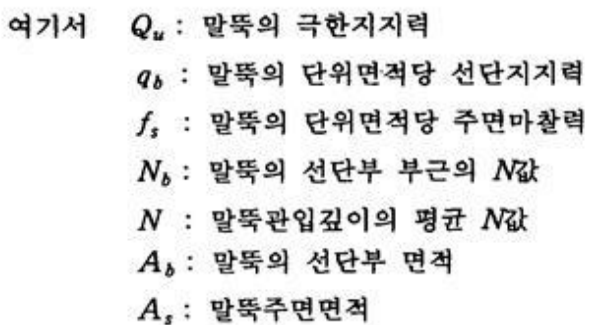 여기서 Q_u : 말뚝의 극한지지력
q_b : 말뚝의 단위면적당 선단지지력
f_s : 말뚝의 단위면적당 주면마찰력
N_b : 말뚝의 선단부 부근의 N값
N : 말뚝관입깊이의 평균 N값
A_b : 말뚝의 선단부 면적
A_s : 말뚝주면면적